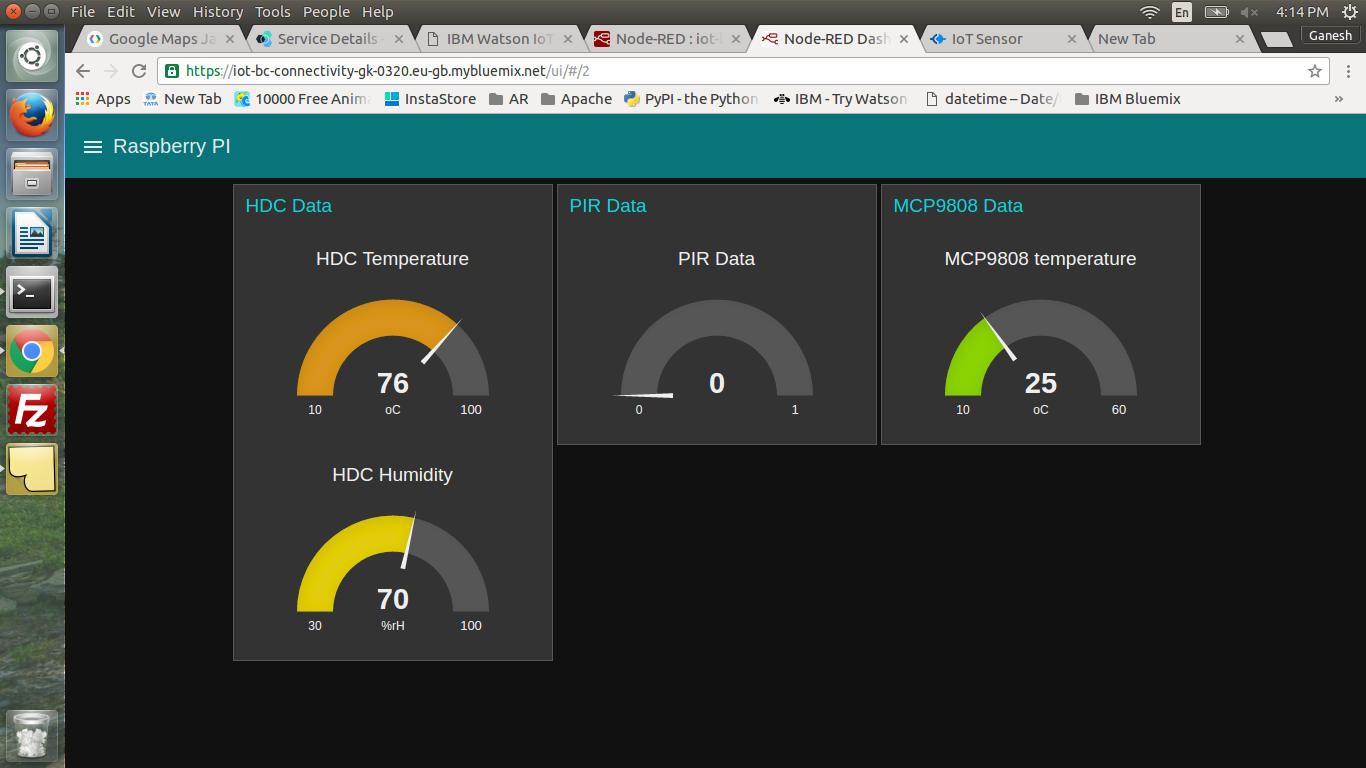 File Edit View History Tools People Help
En
4:14 PM
Google Maps Ja
Service Details
IBM Watson IoT
Node-RED : iot-
Node-RED Dash
IoT Sensor
New Tab
Ganesh
https://iot-bc-connectivity-gk-0320.eu-gb.mybluemix.net/ui/#/2
Apps
TATA
New Tab
10000 Free Anima
InstaStore
AR
Apache
PyPI - the Python
IBM - Try Watson
datetime – Date/
IBM Bluemix
»
Raspberry PI
HDC Data
HDC Temperature
76
10 oC 100
HDC Humidity
70
30 %rH 100
PIR Data
PIR Data
0
0 1
MCP9808 Data
MCP9808 temperature
25
10 oC 60
Fz